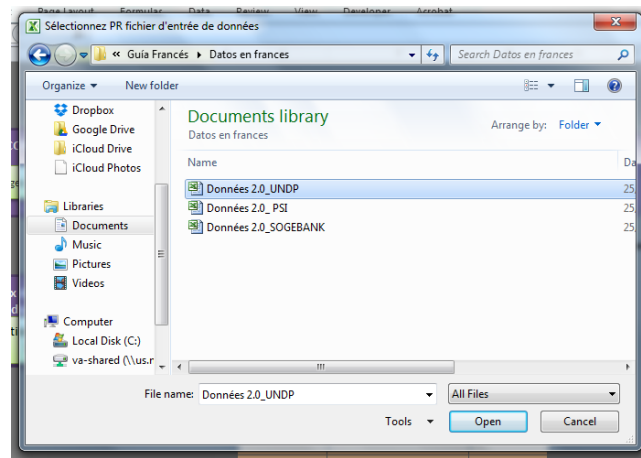 Page Layout Formulas Data Review View Developer Acrobat
Sélectionnez PR fichier d'entrée de données
« Guía Francés Datos en frances Search Datos en frances
Organize New folder
Dropbox
Google Drive
iCloud Drive
iCloud Photos
Libraries
Documents
Music
Pictures
Videos
Computer
Local Disk (C:)
va-shared (\\us.r
Documents library
Datos en frances
Arrange by: Folder
Name Da
Données 2.0_UNDP 25,
Données 2.0_ PSI 25,
Données 2.0_SOGEBANK 25,
File name: Données 2.0_UNDP All Files
Tools Open Cancel